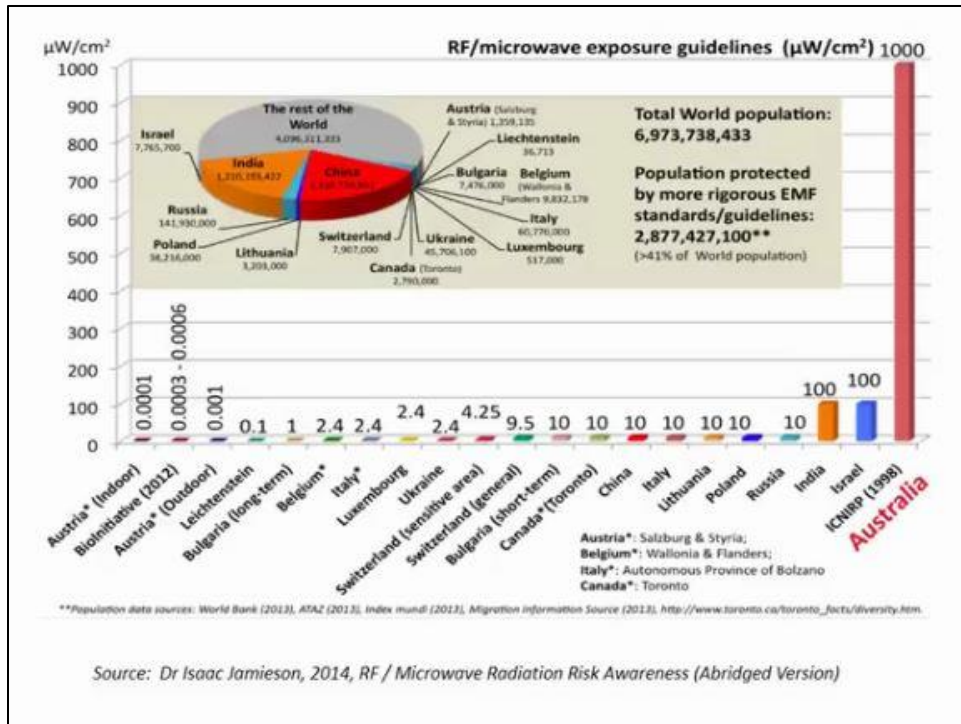 μW/cm²
RF/microwave exposure guidelines (μW/cm²) 1000
1000
900
800
700
600
500
400
300
200
100
0
The rest of the
World
4,096,311,333
Israel
7,765,700
India
China
Russia
141,930,000
Poland
38,216,000
Lithuania
3,203,000
Switzerland
7,907,000
Canada (Toronto)
2,790,000
Ukraine
45,706,100
Luxembourg
517,000
Italy
60,770,000
Bulgaria
7,476,000
Belgium
(Wallonia &
Flanders 9,832,178
Liechtenstein
36,713
Austria (Salzburg
& Styria) 1,359,135
Total World population:
6,973,738,433
Population protected
by more rigorous EMF
standards/guidelines:
2,877,427,100**
(>41% of World population)
0.0001
0.0003 - 0.0006
0.001
0.1
1
2.4
2.4
2.4
2.4
4.25
9.5
10
10
10
10
10
10
10
100
100
Austria* (Indoor)
BioInitiative (2012)
Austria* (Outdoor)
Leichtenstein
Bulgaria (long-term)
Belgium*
Italy*
Luxembourg
Ukraine
Switzerland (sensitive area)
Switzerland (general)
Bulgaria (short-term)
Canada*(Toronto)
China
Italy
Lithuania
Poland
Russia
India
Israel
ICNIRP (1998)
Australia
Austria*: Salzburg & Styria;
Belgium*: Wallonia & Flanders;
Italy*: Autonomous Province of Bolzano
Canada*: Toronto
**Population data sources: World Bank (2013), ATAZ (2013), Index mundi (2013), Migration Information Source (2013), http://www.toronto.ca/toronto_facts/diversity.htm.
Source: Dr Isaac Jamieson, 2014, RF / Microwave Radiation Risk Awareness (Abridged Version)